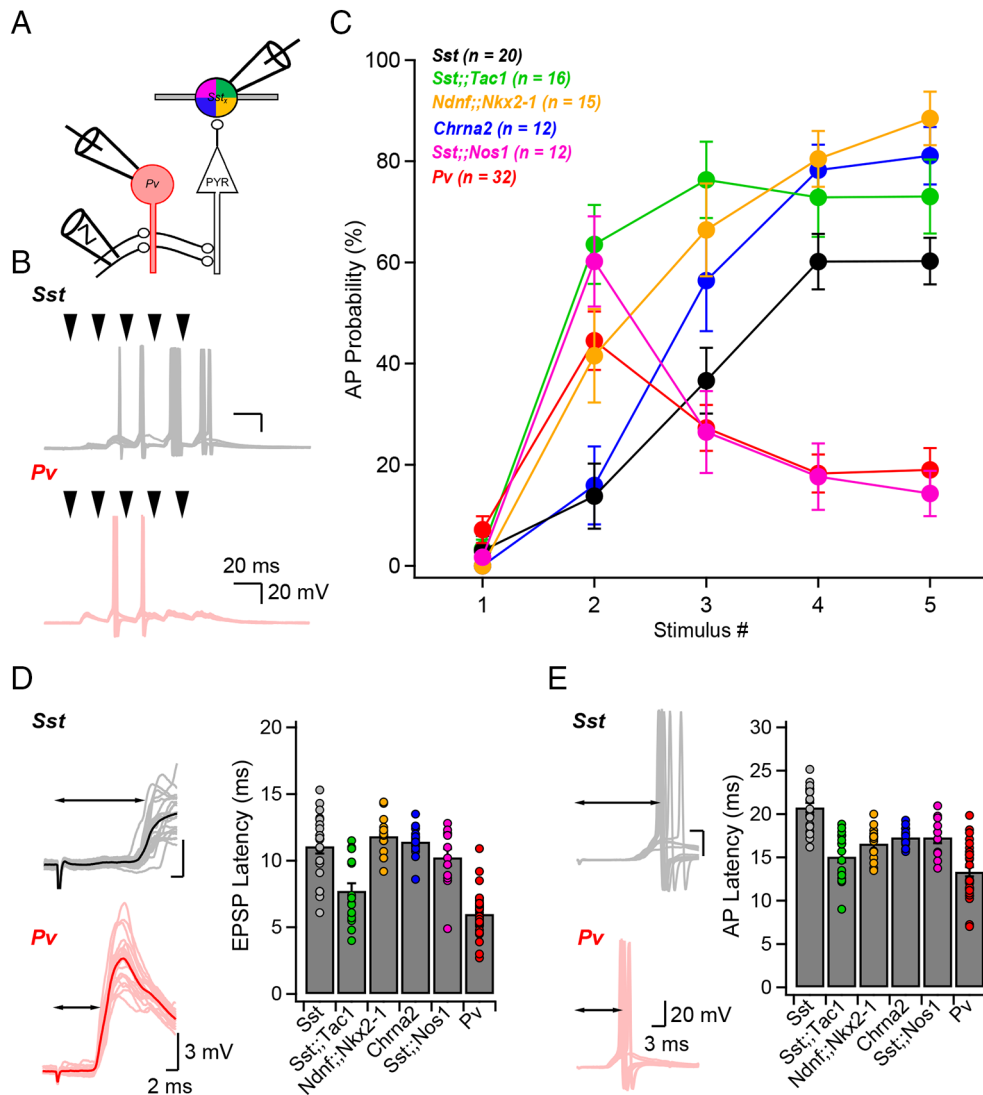 A
Sstx
Pv
PYR
B
Sst
Pv
20 ms
20 mV
C
Sst (n = 20)
Sst;;Tac1 (n = 16)
Ndnf;;Nkx2-1 (n = 15)
Chrna2 (n = 12)
Sst;;Nos1 (n = 12)
Pv (n = 32)
AP Probability (%)
100
80
60
40
20
0
1 2 3 4 5
Stimulus #
D
Sst
Pv
3 mV
2 ms
EPSP Latency (ms)
20
15
10
5
0
Sst
Sst;;Tac1
Ndnf;;Nkx2-1
Chrna2
Sst;;Nos1
Pv
E
Sst
Pv
20 mV
3 ms
AP Latency (ms)
30
25
20
15
10
5
0
Sst
Sst;;Tac1
Ndnf;;Nkx2-1
Chrna2
Sst;;Nos1
Pv